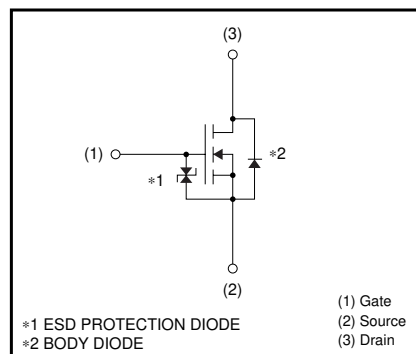 (3)
(1)
*2
*1
(2)
*1 ESD PROTECTION DIODE
*2 BODY DIODE
(1) Gate
(2) Source
(3) Drain